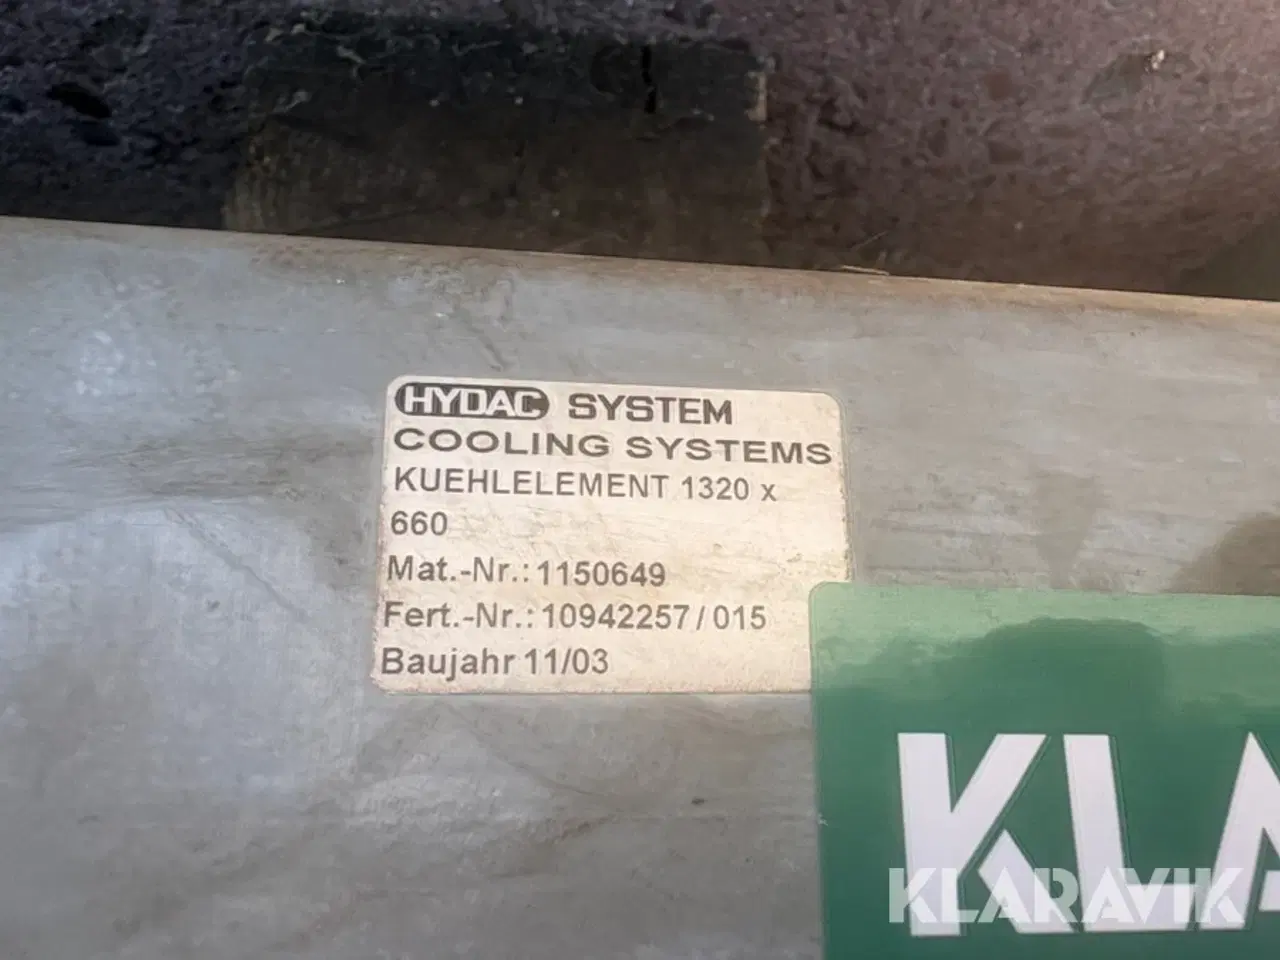 HYDAC SYSTEM
COOLING SYSTEMS
KUEHLELEMENT 1320 x
660
Mat.-Nr.: 1150649
Fert.-Nr.: 10942257 / 015
Baujahr 11/03
KLA
KLARAVIK